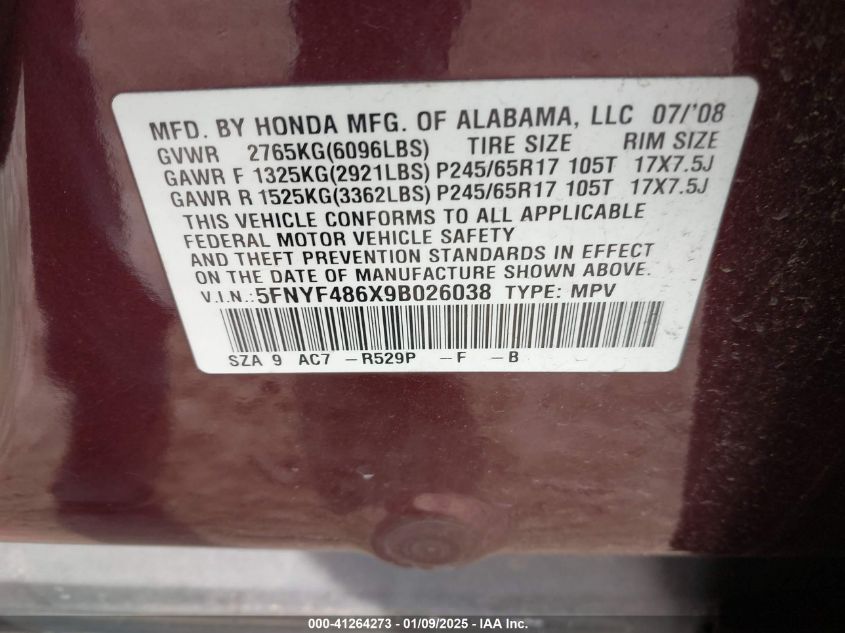 MFD. BY HONDA MFG. OF ALABAMA, LLC 07/'08
GVWR 2765KG(6096LBS) TIRE SIZE RIM SIZE
GAWR F 1325KG(2921LBS) P245/65R17 105T 17X7.5J
GAWR R 1525KG(3362LBS) P245/65R17 105T 17X7.5J
THIS VEHICLE CONFORMS TO ALL APPLICABLE
FEDERAL MOTOR VEHICLE SAFETY
AND THEFT PREVENTION STANDARDS IN EFFECT
ON THE DATE OF MANUFACTURE SHOWN ABOVE.
V.I.N.:5FNYF486X9B026038 TYPE: MPV
SZA 9 AC7 -R529P -F -B
000-41264273 - 01/09/2025 - IAA Inc.